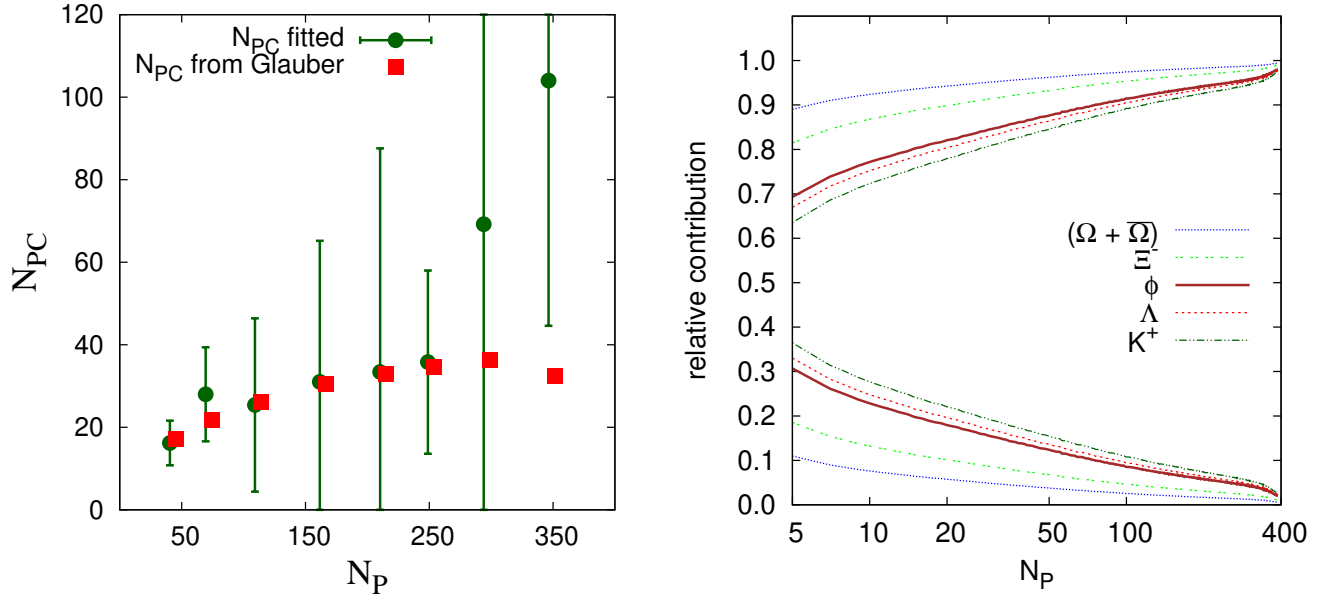 120
100
80
60
40
20
0
N_PC
N_PC fitted
N_PC from Glauber
50
150
250
350
N_P
1.0
0.9
0.8
0.7
0.6
0.5
0.4
0.3
0.2
0.1
0.0
relative contribution
(Ω + Ω̅)
Ξ⁻
ϕ
Λ
K⁺
5
10
20
50
100
400
N_P